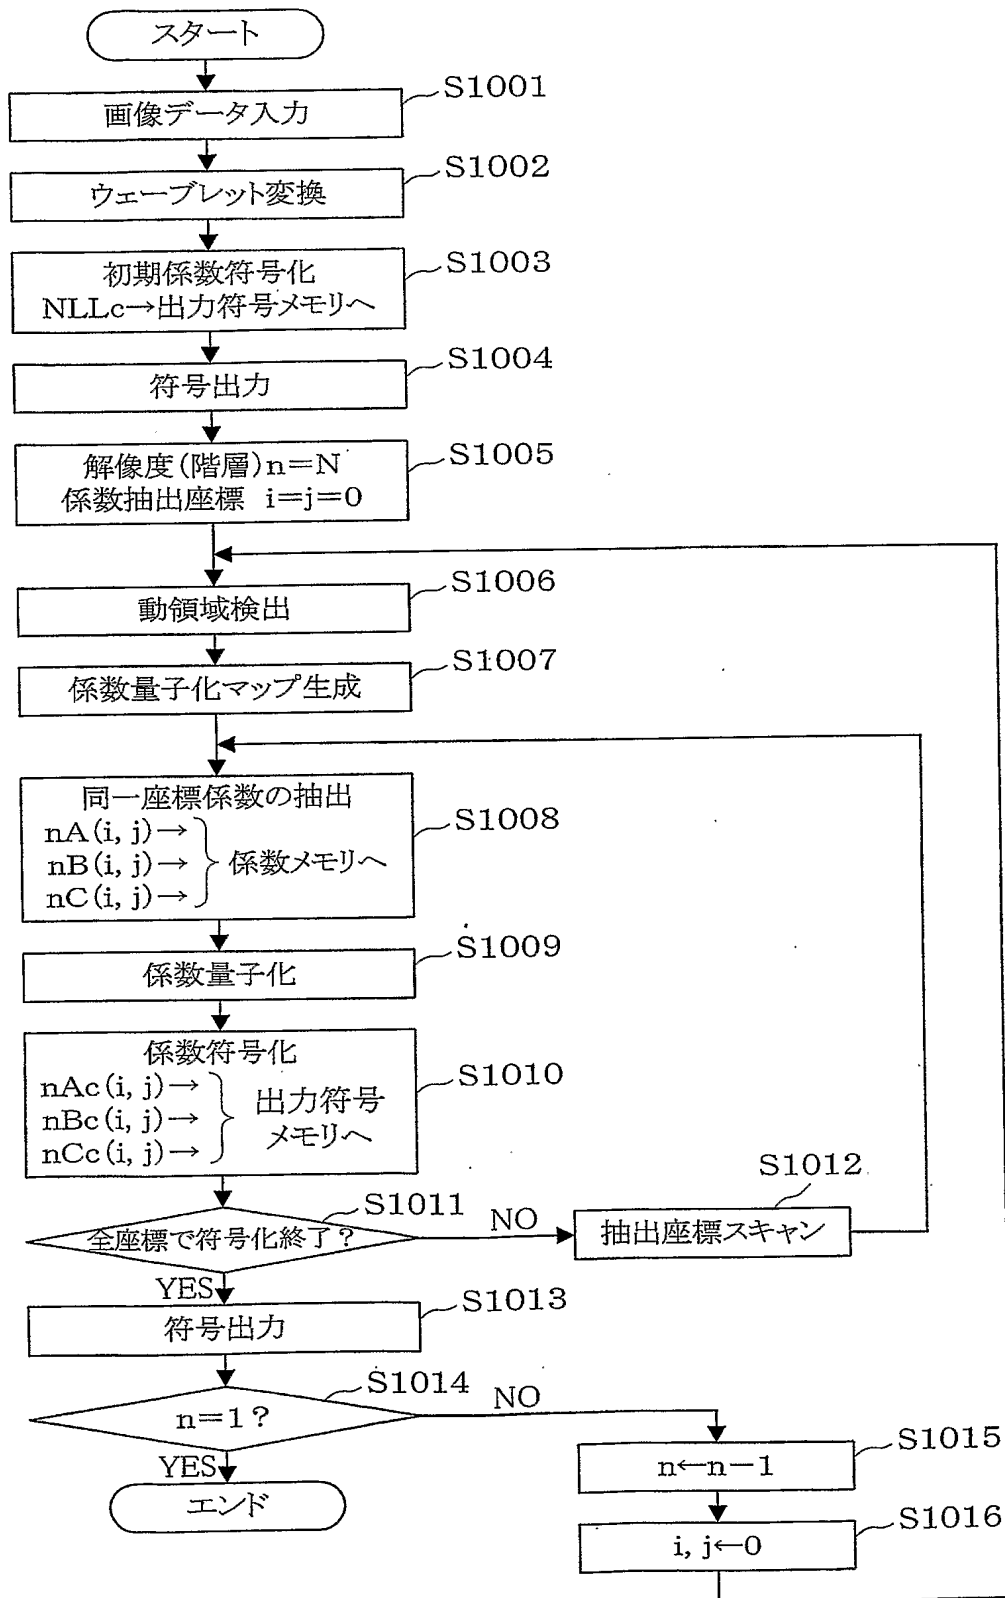 スタート
S1001
画像データ入力
S1002
ウェーブレット変換
S1003
初期係数符号化
NLLc→出力符号メモリへ
S1004
符号出力
S1005
解像度(階層)n=N
係数抽出座標 i=j=0
S1006
動領域検出
S1007
係数量子化マップ生成
S1008
同一座標係数の抽出
nA(i, j)→
nB(i, j)→ 係数メモリへ
nC(i, j)→
S1009
係数量子化
S1010
係数符号化
nAc(i, j)→ 出力符号
nBc(i, j)→ メモリへ
nCc(i, j)→
S1011
全座標で符号化終了?
NO
S1012
抽出座標スキャン
YES
S1013
符号出力
S1014
n=1?
NO
S1015
n←n-1
YES
S1016
i, j←0
エンド